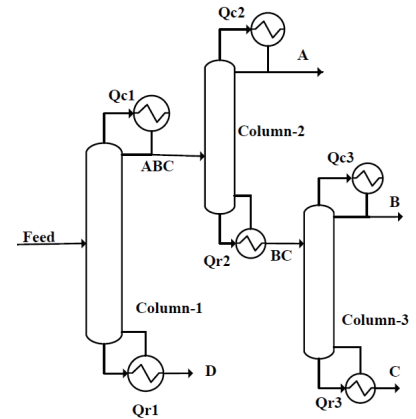 Qc2
A
Qc1
Column-2
ABC
Qc3
B
Feed
Qr2
BC
Column-1
Column-3
D
C
Qr1
Qr3